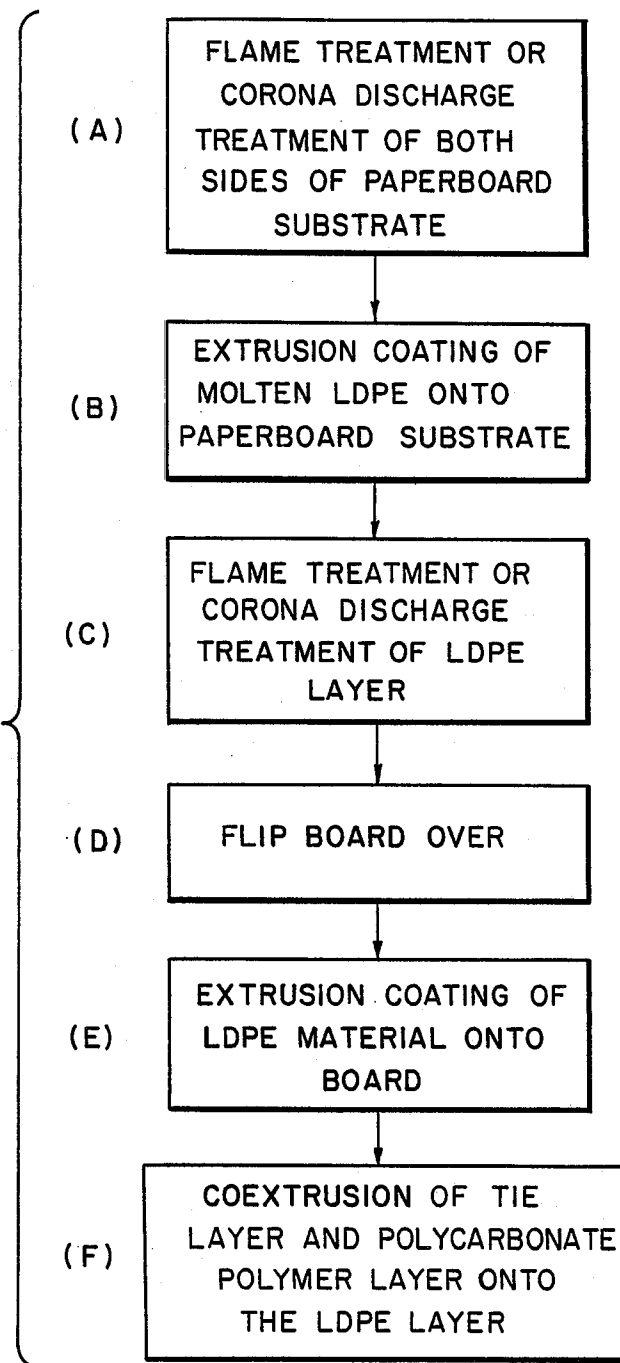 (A)
FLAME TREATMENT OR
CORONA DISCHARGE
TREATMENT OF BOTH
SIDES OF PAPERBOARD
SUBSTRATE
(B)
EXTRUSION COATING OF
MOLTEN LDPE ONTO
PAPERBOARD SUBSTRATE
(C)
FLAME TREATMENT OR
CORONA DISCHARGE
TREATMENT OF LDPE
LAYER
(D)
FLIP BOARD OVER
(E)
EXTRUSION COATING OF
LDPE MATERIAL ONTO
BOARD
(F)
COEXTRUSION OF TIE
LAYER AND POLYCARBONATE
POLYMER LAYER ONTO
THE LDPE LAYER